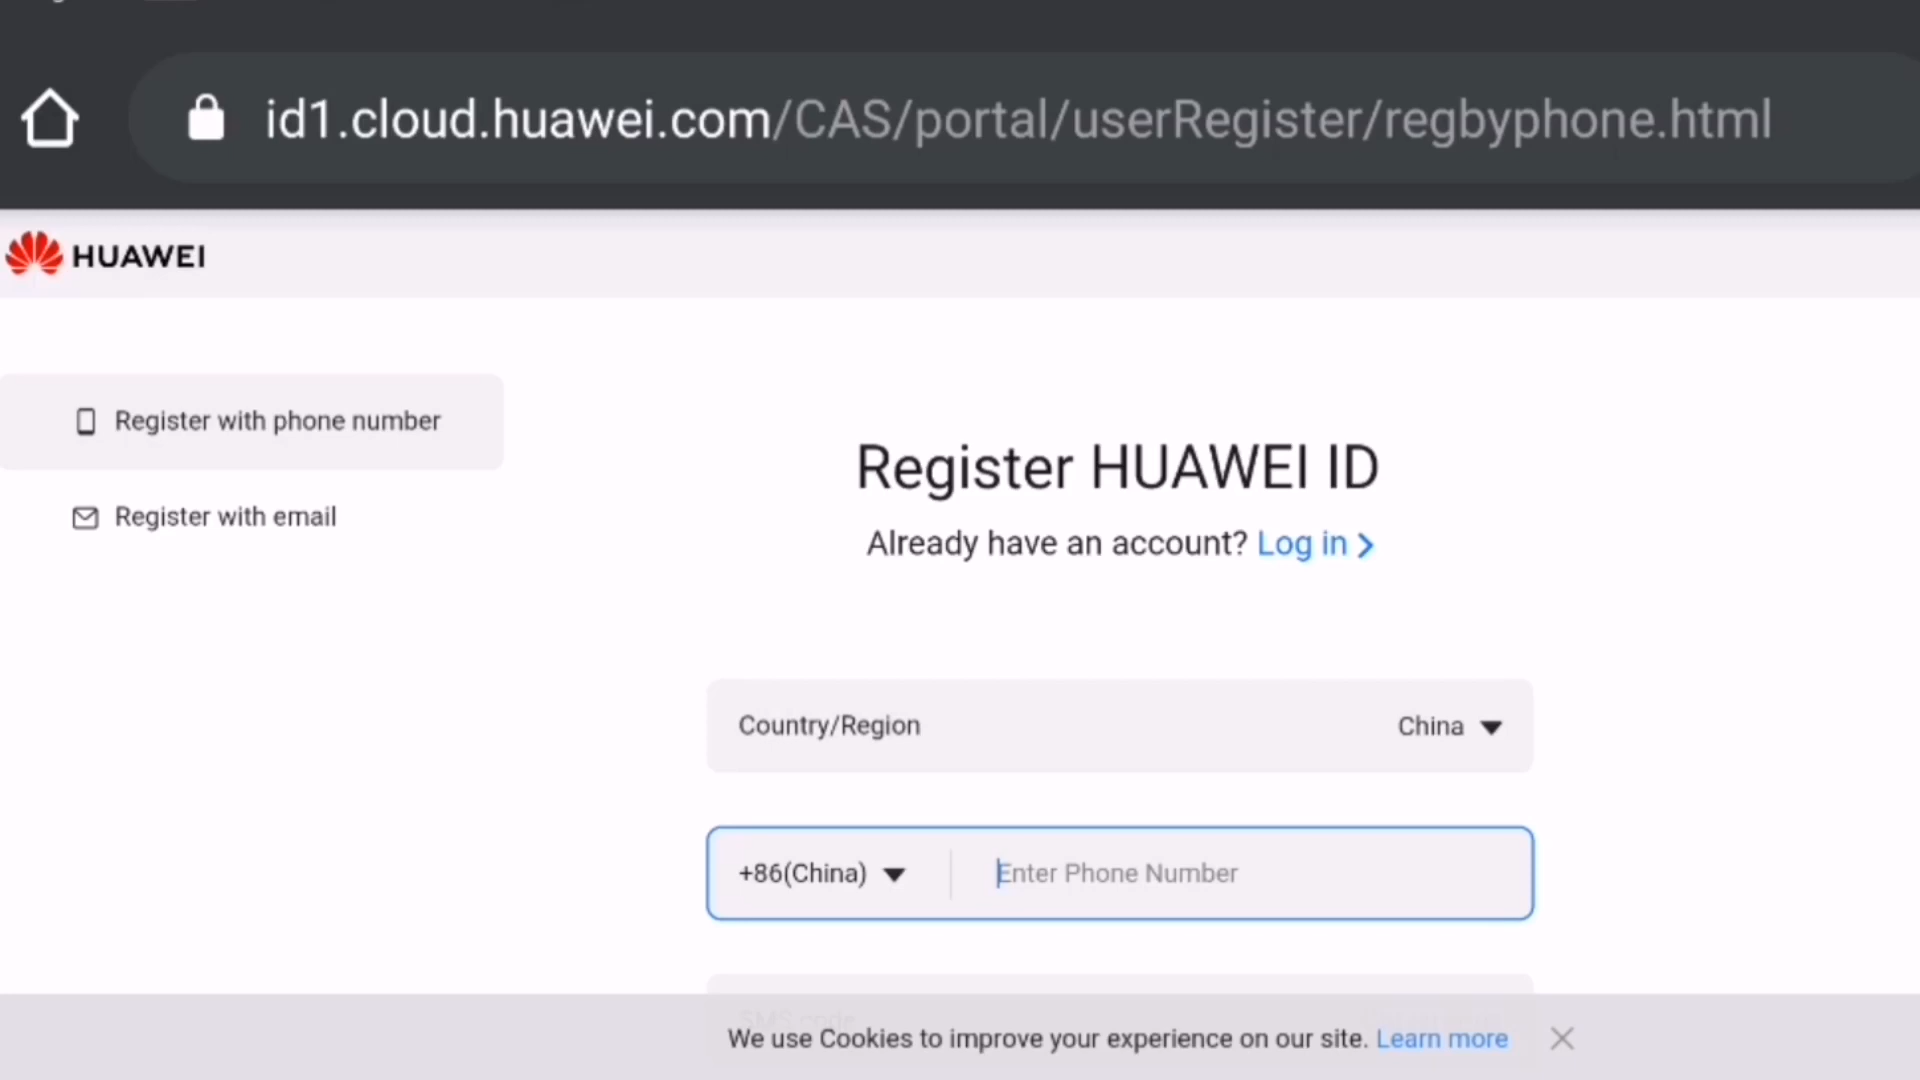 id1.cloud.huawei.com/CAS/portal/userRegister/regbyphone.html
HUAWEI
Register with phone number
Register with email
Register HUAWEI ID
Already have an account? Log in
Country/Region China
+86(China) Enter Phone Number
SMS code
We use Cookies to improve your experience on our site. Learn more